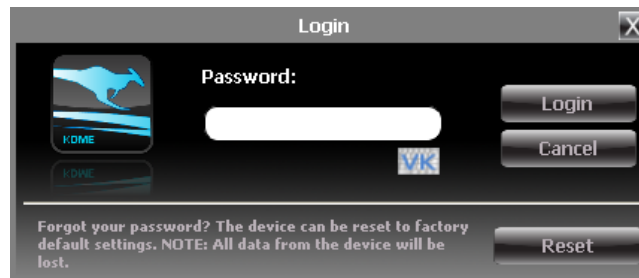 Login
X
Password:
Login
KDME
VK
Cancel
KDME
Forgot your password? The device can be reset to factory
default settings. NOTE: All data from the device will be
lost.
Reset